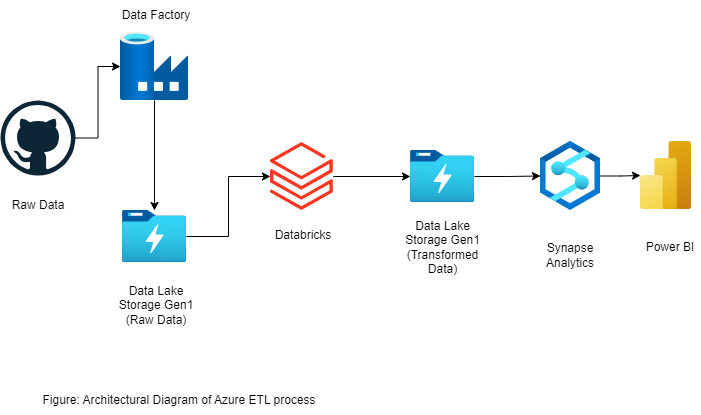 Data Factory
Raw Data
Data Lake
Storage Gen1
(Raw Data)
Databricks
Data Lake
Storage Gen1
(Transformed
Data)
Synapse
Analytics
Power BI
Figure: Architectural Diagram of Azure ETL process